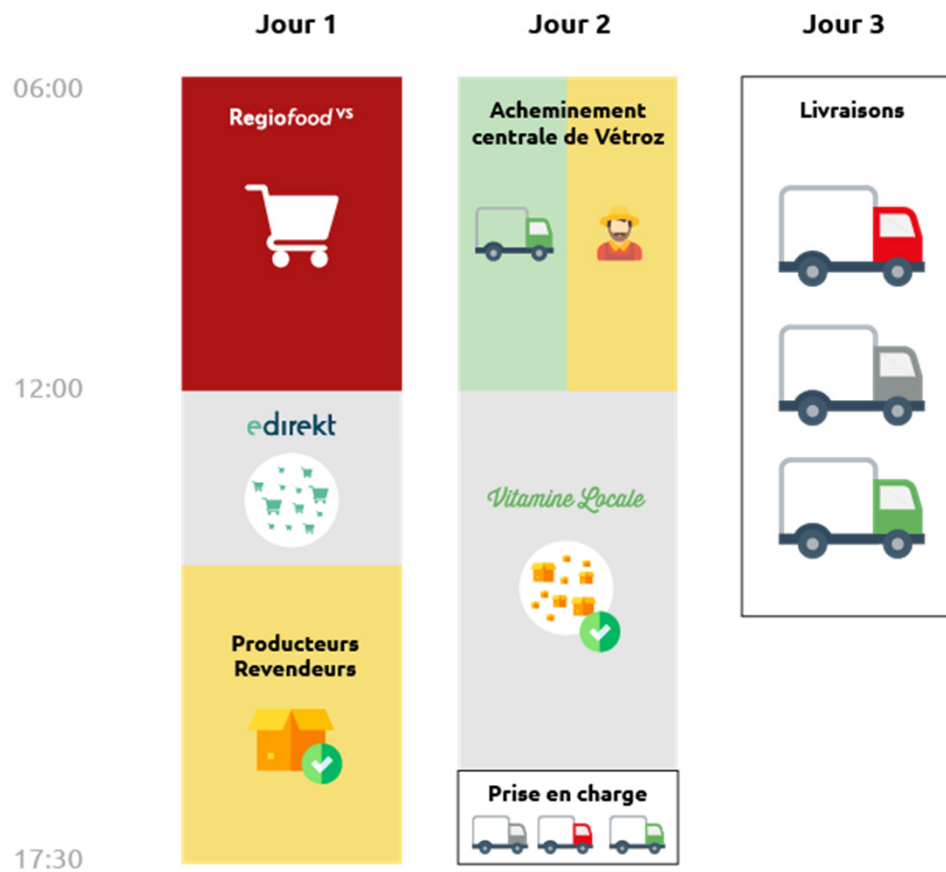 Jour 1
Jour 2
Jour 3
06:00
12:00
17:30
Regiofood VS
edirekt
Producteurs
Revendeurs
Acheminement
centrale de Vétroz
Vitamine Locale
Prise en charge
Livraisons